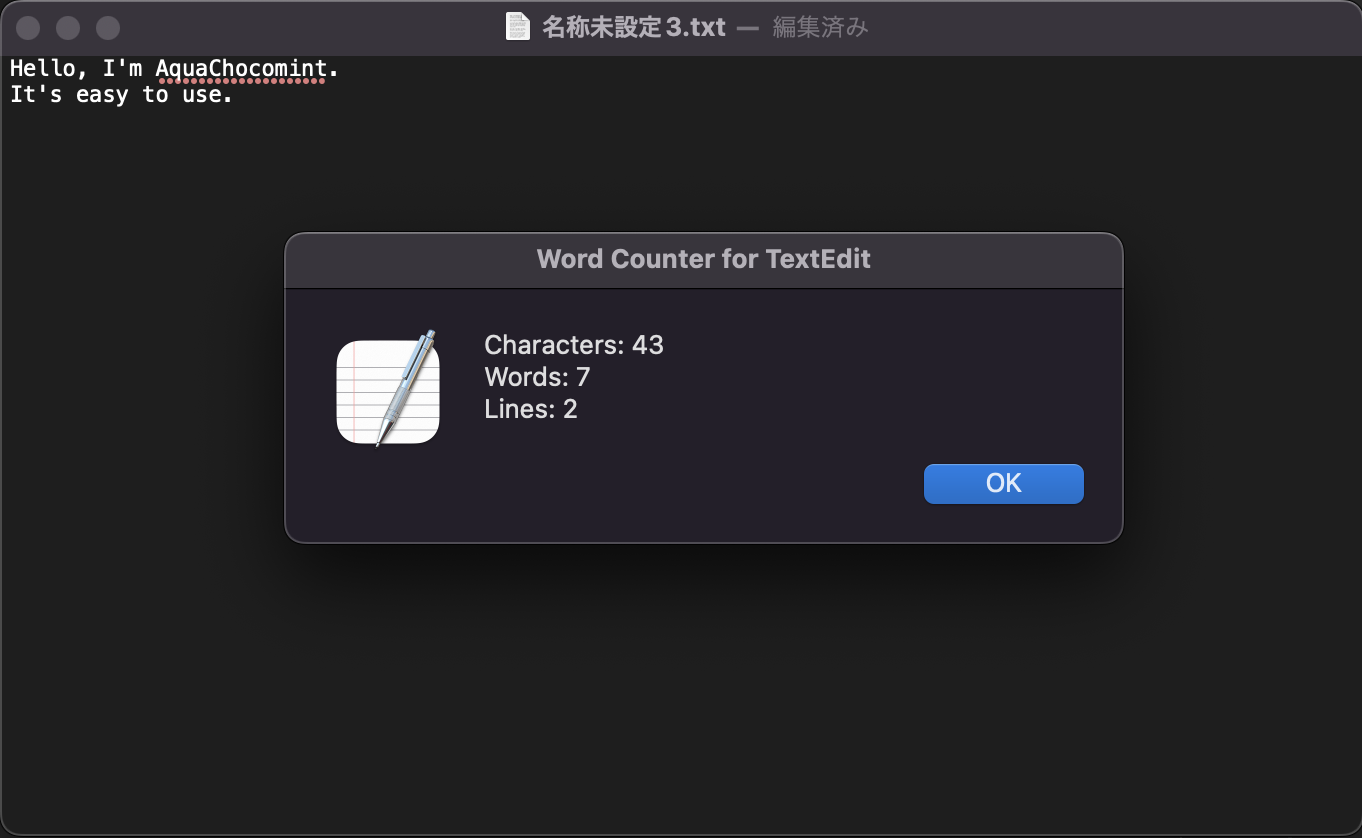 名称未設定3.txt — 編集済み
Hello, I'm AquaChocomint.
It's easy to use.
Word Counter for TextEdit
Characters: 43
Words: 7
Lines: 2
OK